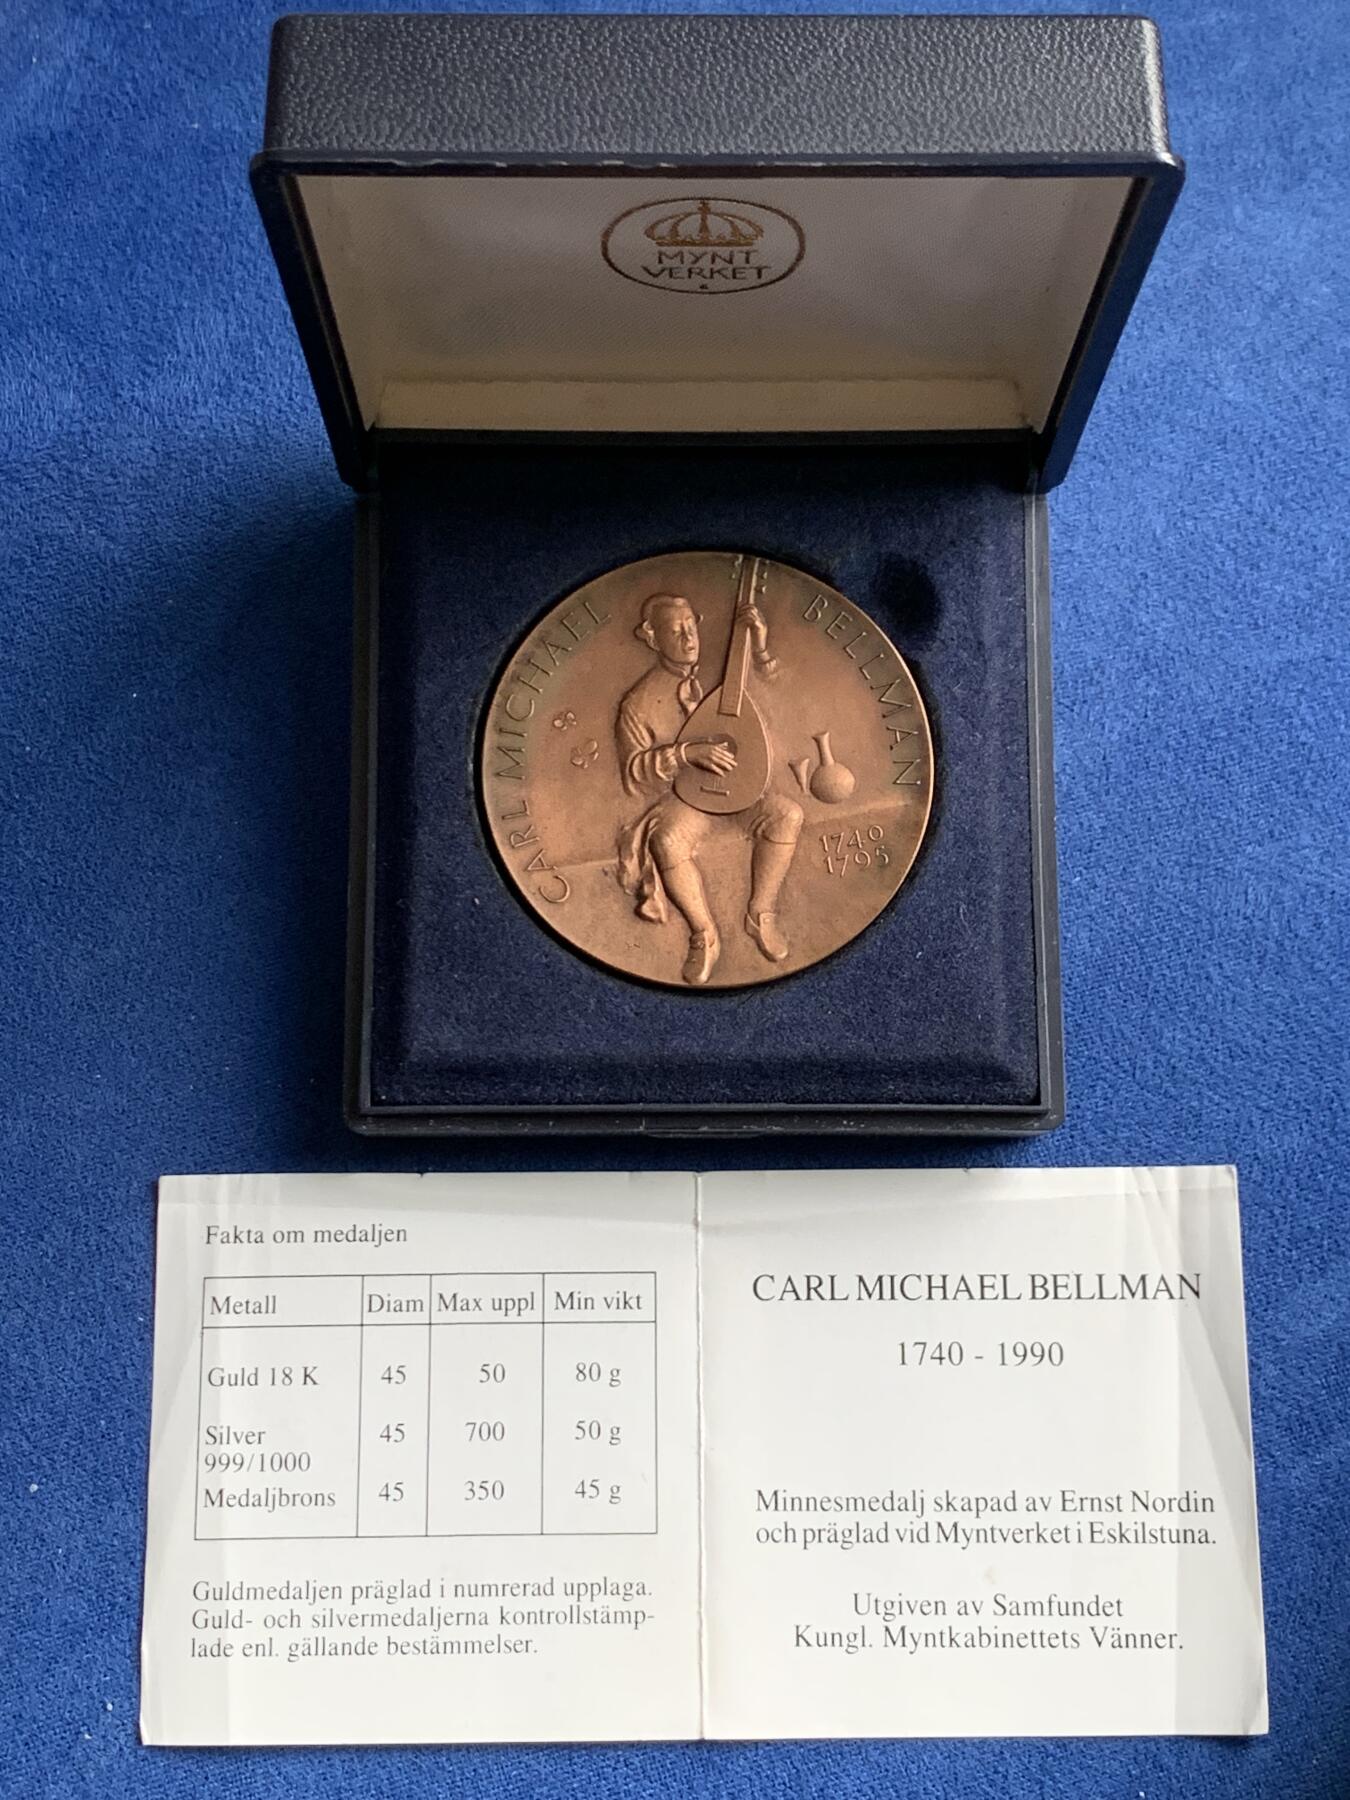 MYNT
VERKET
CARL MICHAEL BELLMAN
1740
1795
Fakta om medaljen
Metall Diam Max uppl Min vikt
Guld 18 K 45 50 80 g
Silver 45 700 50 g
999/1000
Medaljbrons 45 350 45 g
Guldmedaljen präglad i numrerad upplaga.
Guld- och silvermedaljerna kontrollstämp-
lade enl. gällande bestämmelser.
CARL MICHAEL BELLMAN
1740 - 1990
Minnesmedalj skapad av Ernst Nordin
och präglad vid Myntverket i Eskilstuna.
Utgiven av Samfundet
Kungl. Myntkabinettets Vänner.